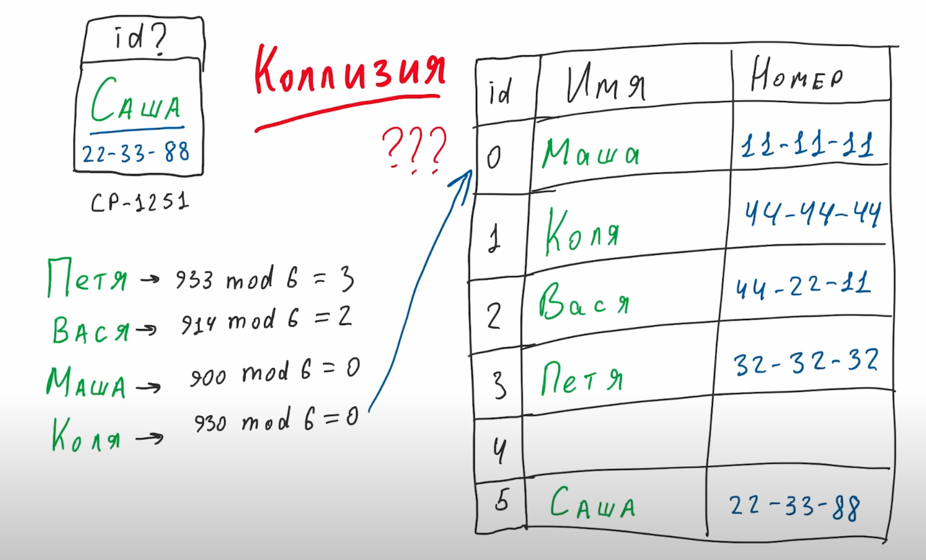 id?
Саша
22-33-88
CP-1251
Коллизия
???
Петя → 933 mod 6 = 3
Вася → 914 mod 6 = 2
Маша → 900 mod 6 = 0
Коля → 930 mod 6 = 0
id Имя Номер
0 Маша 11-11-11
1 Коля 44-44-44
2 Вася 44-22-11
3 Петя 32-32-32
4
5 Саша 22-33-88